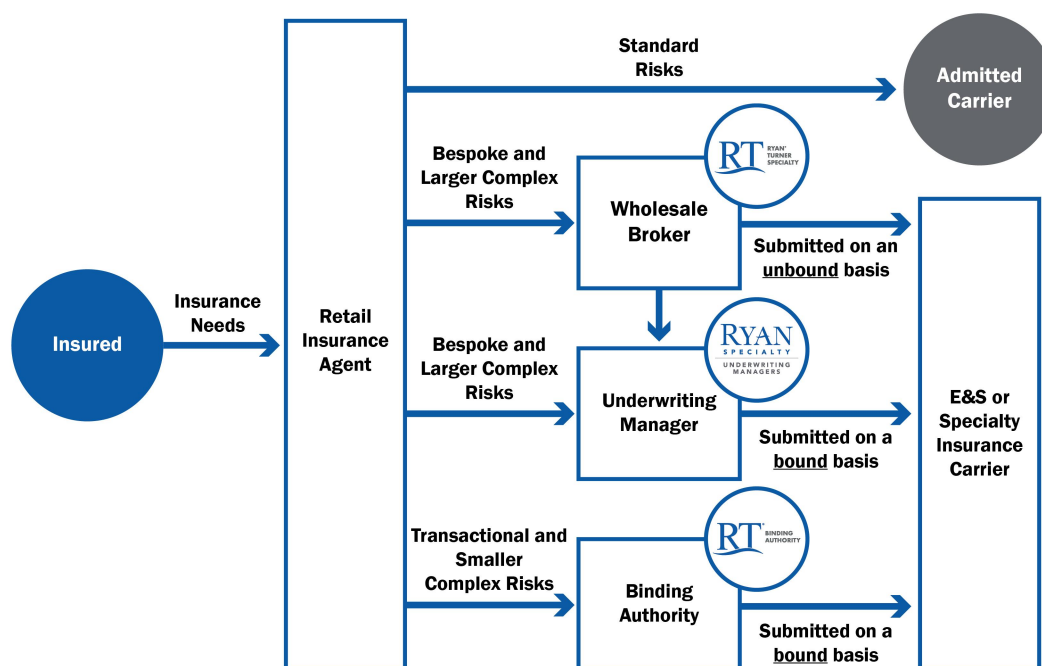 Standard
Risks
Admitted
Carrier
Bespoke and
Larger Complex
Risks
RT RYAN
TURNER
SPECIALTY
Wholesale
Broker
Submitted on an
unbound basis
Insured
Insurance
Needs
Retail
Insurance
Agent
Bespoke and
Larger Complex
Risks
RYAN
SPECIALTY
UNDERWRITING
MANAGERS
Underwriting
Manager
Submitted on a
bound basis
E&S or
Specialty
Insurance
Carrier
Transactional and
Smaller
Complex Risks
RT BINDING
AUTHORITY
Binding
Authority
Submitted on a
bound basis